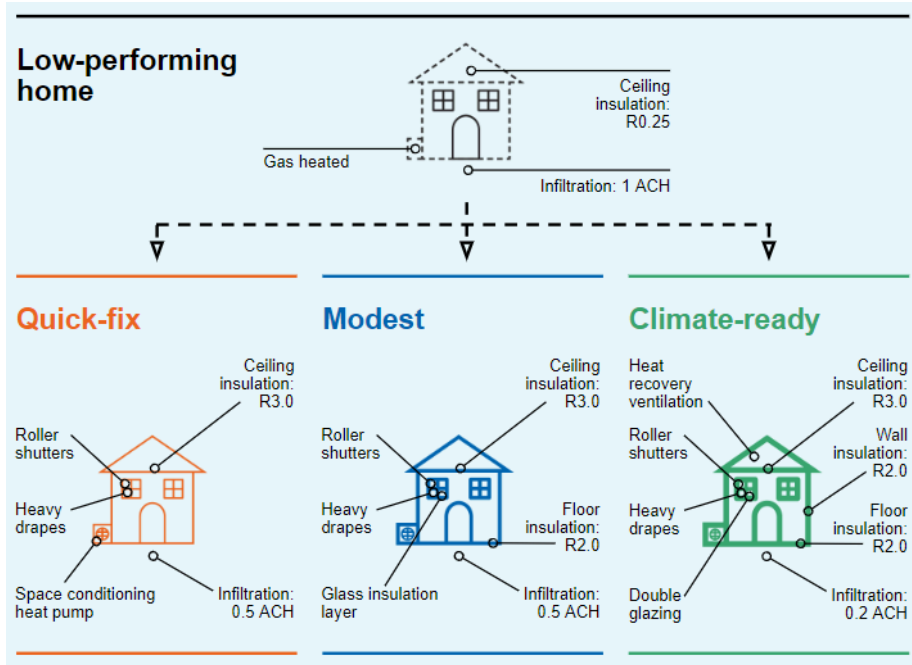 Low-performing
home
Ceiling
insulation:
R0.25
Gas heated
Infiltration: 1 ACH
Quick-fix
Ceiling
insulation:
R3.0
Roller
shutters
Heavy
drapes
Space conditioning
heat pump
Infiltration:
0.5 ACH
Modest
Ceiling
insulation:
R3.0
Roller
shutters
Heavy
drapes
Floor
insulation:
R2.0
Glass insulation
layer
Infiltration:
0.5 ACH
Climate-ready
Heat
recovery
ventilation
Ceiling
insulation:
R3.0
Roller
shutters
Wall
insulation:
R2.0
Heavy
drapes
Floor
insulation:
R2.0
Double
glazing
Infiltration:
0.2 ACH